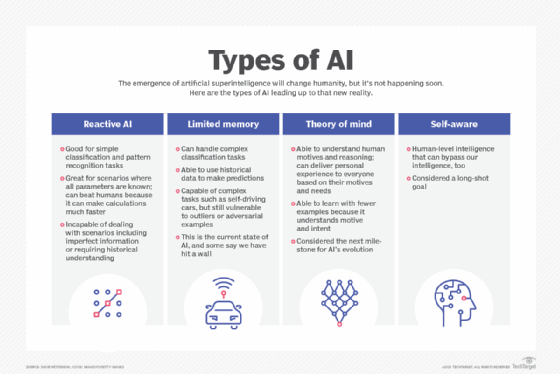 Types of AI
The emergence of artificial superintelligence will change humanity, but it's not happening soon.
Here are the types of AI leading up to that new reality.
Reactive AI
Good for simple
classification and pattern
recognition tasks
Great for scenarios where
all parameters are known;
can beat humans because
it can make calculations
much faster
Incapable of dealing
with scenarios including
imperfect information
or requiring historical
understanding
Limited memory
Can handle complex
classification tasks
Able to use historical
data to make predictions
Capable of complex
tasks such as self-driving
cars, but still vulnerable
to outliers or adversarial
examples
This is the current state of
AI, and some say we have
hit a wall
Theory of mind
Able to understand human
motives and reasoning;
can deliver personal
experience to everyone
based on their motives
and needs
Able to learn with fewer
examples because it
understands motive
and intent
Considered the next mile-
stone for AI's evolution
Self-aware
Human-level intelligence
that can bypass our
intelligence, too
Considered a long-shot
goal
TechTarget